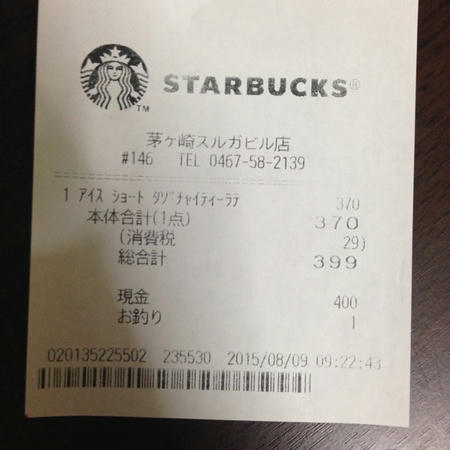 STARBUCKS®
TM
茅ヶ崎スルガビル店
#146 TEL 0467-58-2139
1 ｱｲｽ ｼｮｰﾄ ﾀｿﾞﾁｬｲﾃｨｰﾗﾃ 370
本体合計(1点) 370
(消費税 29)
総合計 399
現金 400
お釣り 1
020135225502 235530 2015/08/09 09:22:43